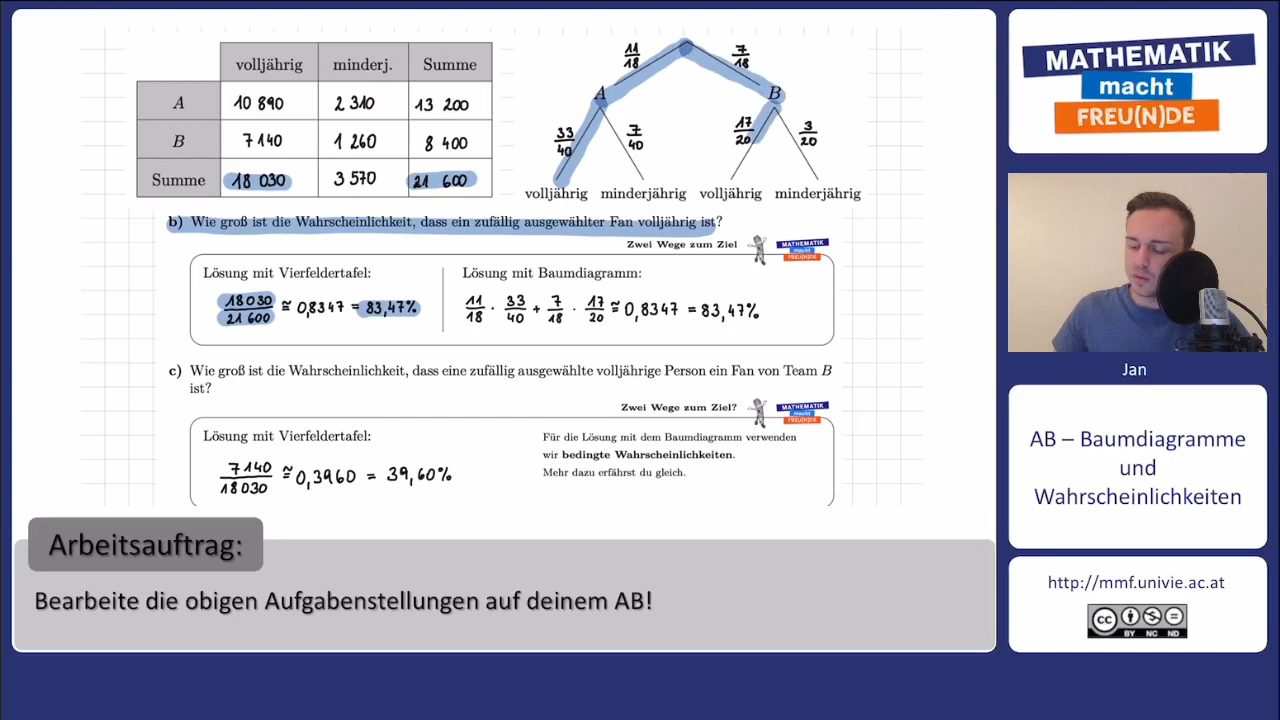 volljährig minderj. Summe
A 10 890 2 310 13 200
B 7 140 1 260 8 400
Summe 18 030 3 570 21 600
11/18 7/18
A B
33/40 7/40 17/20 3/20
volljährig minderjährig volljährig minderjährig
b) Wie groß ist die Wahrscheinlichkeit, dass ein zufällig ausgewählter Fan volljährig ist?
Zwei Wege zum Ziel
MATHEMATIK
macht
FREU(N)DE
Lösung mit Vierfeldertafel:
18 030/21 600 ≅ 0,8347 = 83,47%
Lösung mit Baumdiagramm:
11/18 · 33/40 + 7/18 · 17/20 ≅ 0,8347 = 83,47%
c) Wie groß ist die Wahrscheinlichkeit, dass eine zufällig ausgewählte volljährige Person ein Fan von Team B
ist?
Zwei Wege zum Ziel?
MATHEMATIK
macht
FREU(N)DE
Lösung mit Vierfeldertafel:
7 140/18 030 ≅ 0,3960 = 39,60%
Für die Lösung mit dem Baumdiagramm verwenden
wir bedingte Wahrscheinlichkeiten.
Mehr dazu erfährst du gleich.
Arbeitsauftrag:
Bearbeite die obigen Aufgabenstellungen auf deinem AB!
MATHEMATIK
macht
FREU(N)DE
Jan
AB – Baumdiagramme
und
Wahrscheinlichkeiten
http://mmf.univie.ac.at
CC
BY NC ND